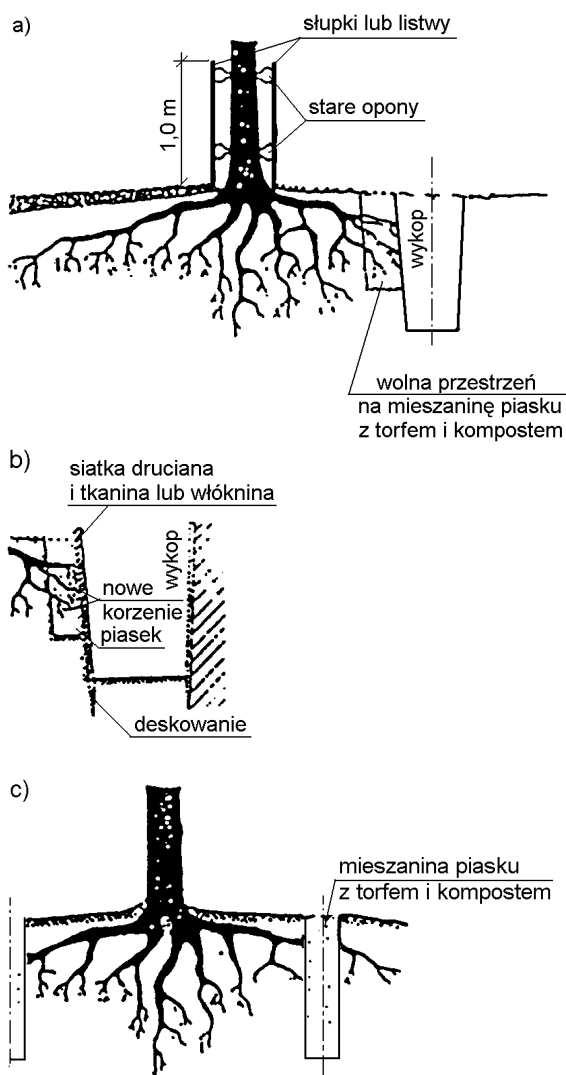 a)
słupki lub listwy
stare opony
1,0 m
wykop
wolna przestrzeń
na mieszaninę piasku
z torfem i kompostem
b)
siatka druciana
i tkanina lub włóknina
wykop
nowe
korzenie
piasek
deskowanie
c)
mieszanina piasku
z torfem i kompostem